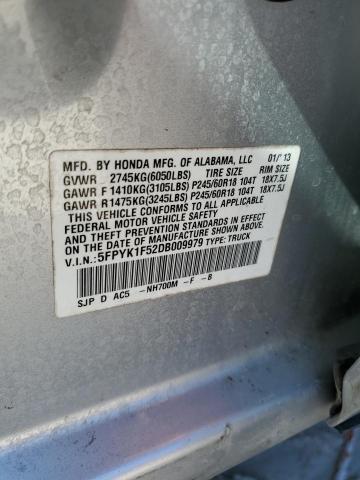 MFD. BY HONDA MFG. OF ALABAMA, LLC 01/'13
GVWR 2745KG(6050LBS) TIRE SIZE RIM SIZE
GAWR F 1410KG(3105LBS) P245/60R18 104T 18X7.5J
GAWR R1475KG(3245LBS) P245/60R18 104T 18X7.5J
THIS VEHICLE CONFORMS TO ALL APPLICABLE
FEDERAL MOTOR VEHICLE SAFETY AND
THEFT PREVENTION STANDARDS IN EFFECT ON
THE DATE OF MANUFACTURE SHOWN ABOVE.
V.I.N.: 5FPYK1F52DB009979 TYPE: TRUCK
SJP D AC5 -NH700M -F -B